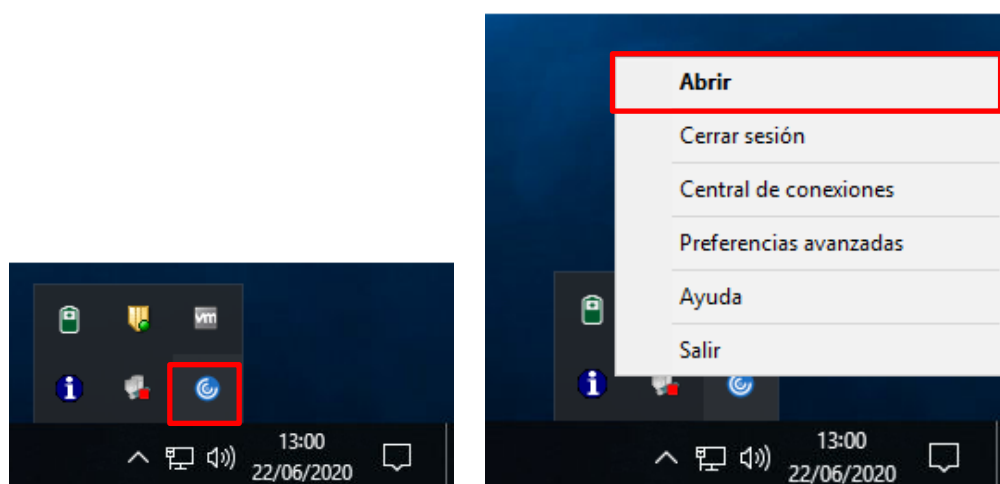 vm
13:00
22/06/2020
Abrir
Cerrar sesión
Central de conexiones
Preferencias avanzadas
Ayuda
Salir
13:00
22/06/2020